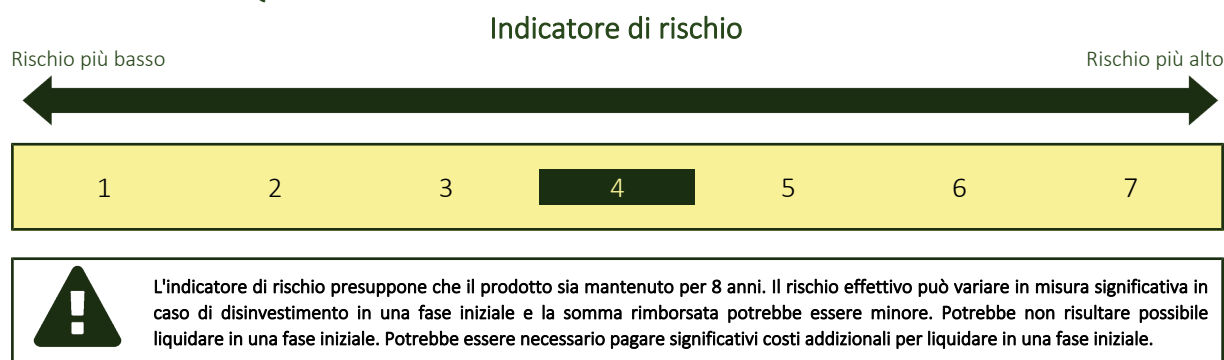 Indicatore di rischio
Rischio più basso
Rischio più alto
1 2 3 4 5 6 7
L'indicatore di rischio presuppone che il prodotto sia mantenuto per 8 anni. Il rischio effettivo può variare in misura significativa in
caso di disinvestimento in una fase iniziale e la somma rimborsata potrebbe essere minore. Potrebbe non risultare possibile
liquidare in una fase iniziale. Potrebbe essere necessario pagare significativi costi addizionali per liquidare in una fase iniziale.